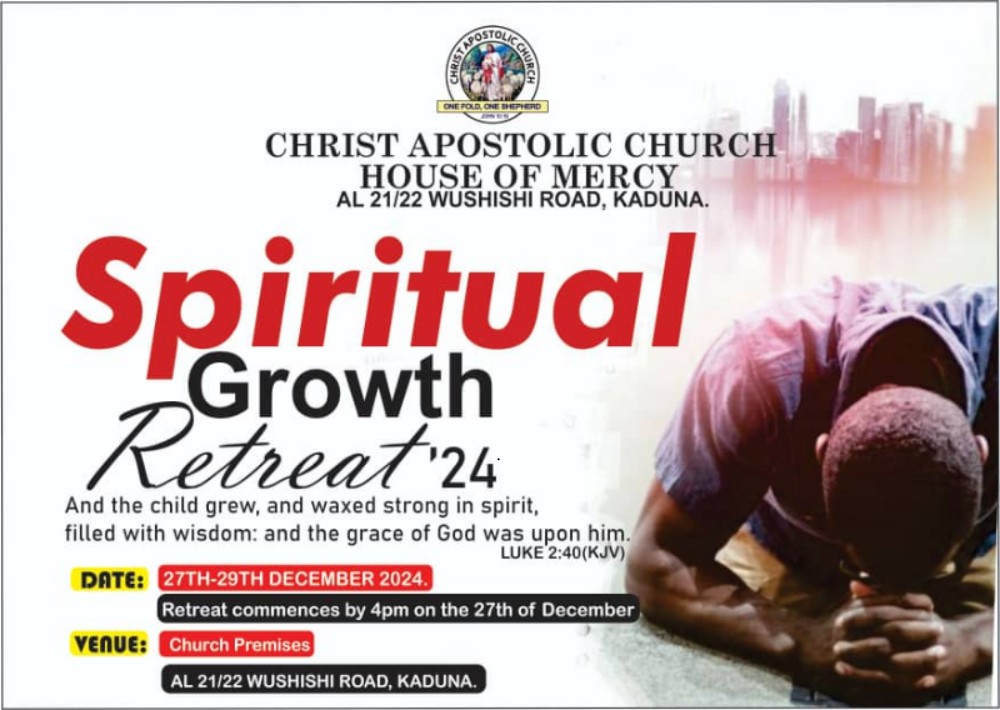 CHRIST APOSTOLIC CHURCH
ONE FOLD, ONE SHEPHERD
JOHN 10:16
CHRIST APOSTOLIC CHURCH
HOUSE OF MERCY
AL 21/22 WUSHISHI ROAD, KADUNA.
Spiritual
Growth
Retreat '24
And the child grew, and waxed strong in spirit,
filled with wisdom: and the grace of God was upon him.
LUKE 2:40(KJV)
DATE: 27TH-29TH DECEMBER 2024.
Retreat commences by 4pm on the 27th of December
VENUE: Church Premises
AL 21/22 WUSHISHI ROAD, KADUNA.